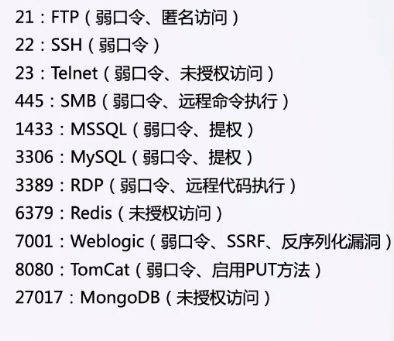 21：FTP（弱口令、匿名访问）
22：SSH（弱口令）
23：Telnet（弱口令、未授权访问）
445：SMB（弱口令、远程命令执行）
1433：MSSQL（弱口令、提权）
3306：MySQL（弱口令、提权）
3389：RDP（弱口令、远程代码执行）
6379：Redis（未授权访问）
7001：Weblogic（弱口令、SSRF、反序列化漏洞）
8080：TomCat（弱口令、启用PUT方法）
27017：MongoDB（未授权访问）